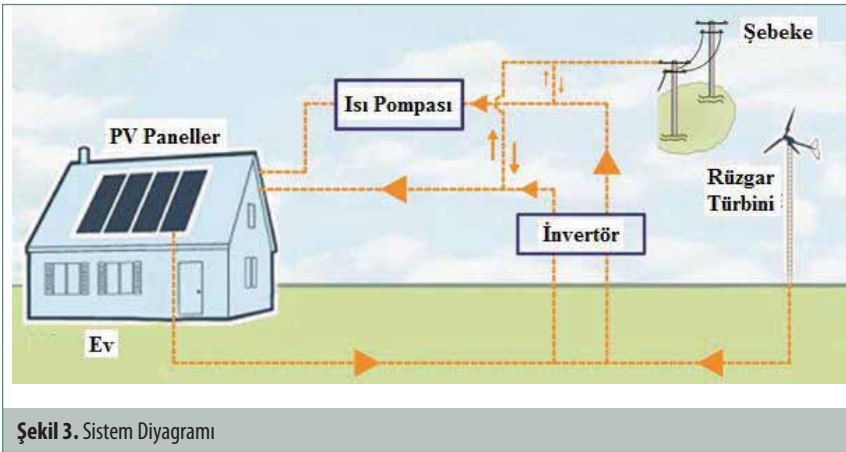 Şebeke
Isı Pompası
PV Paneller
Rüzgar
Türbini
İnvertör
Ev
Şekil 3. Sistem Diyagramı